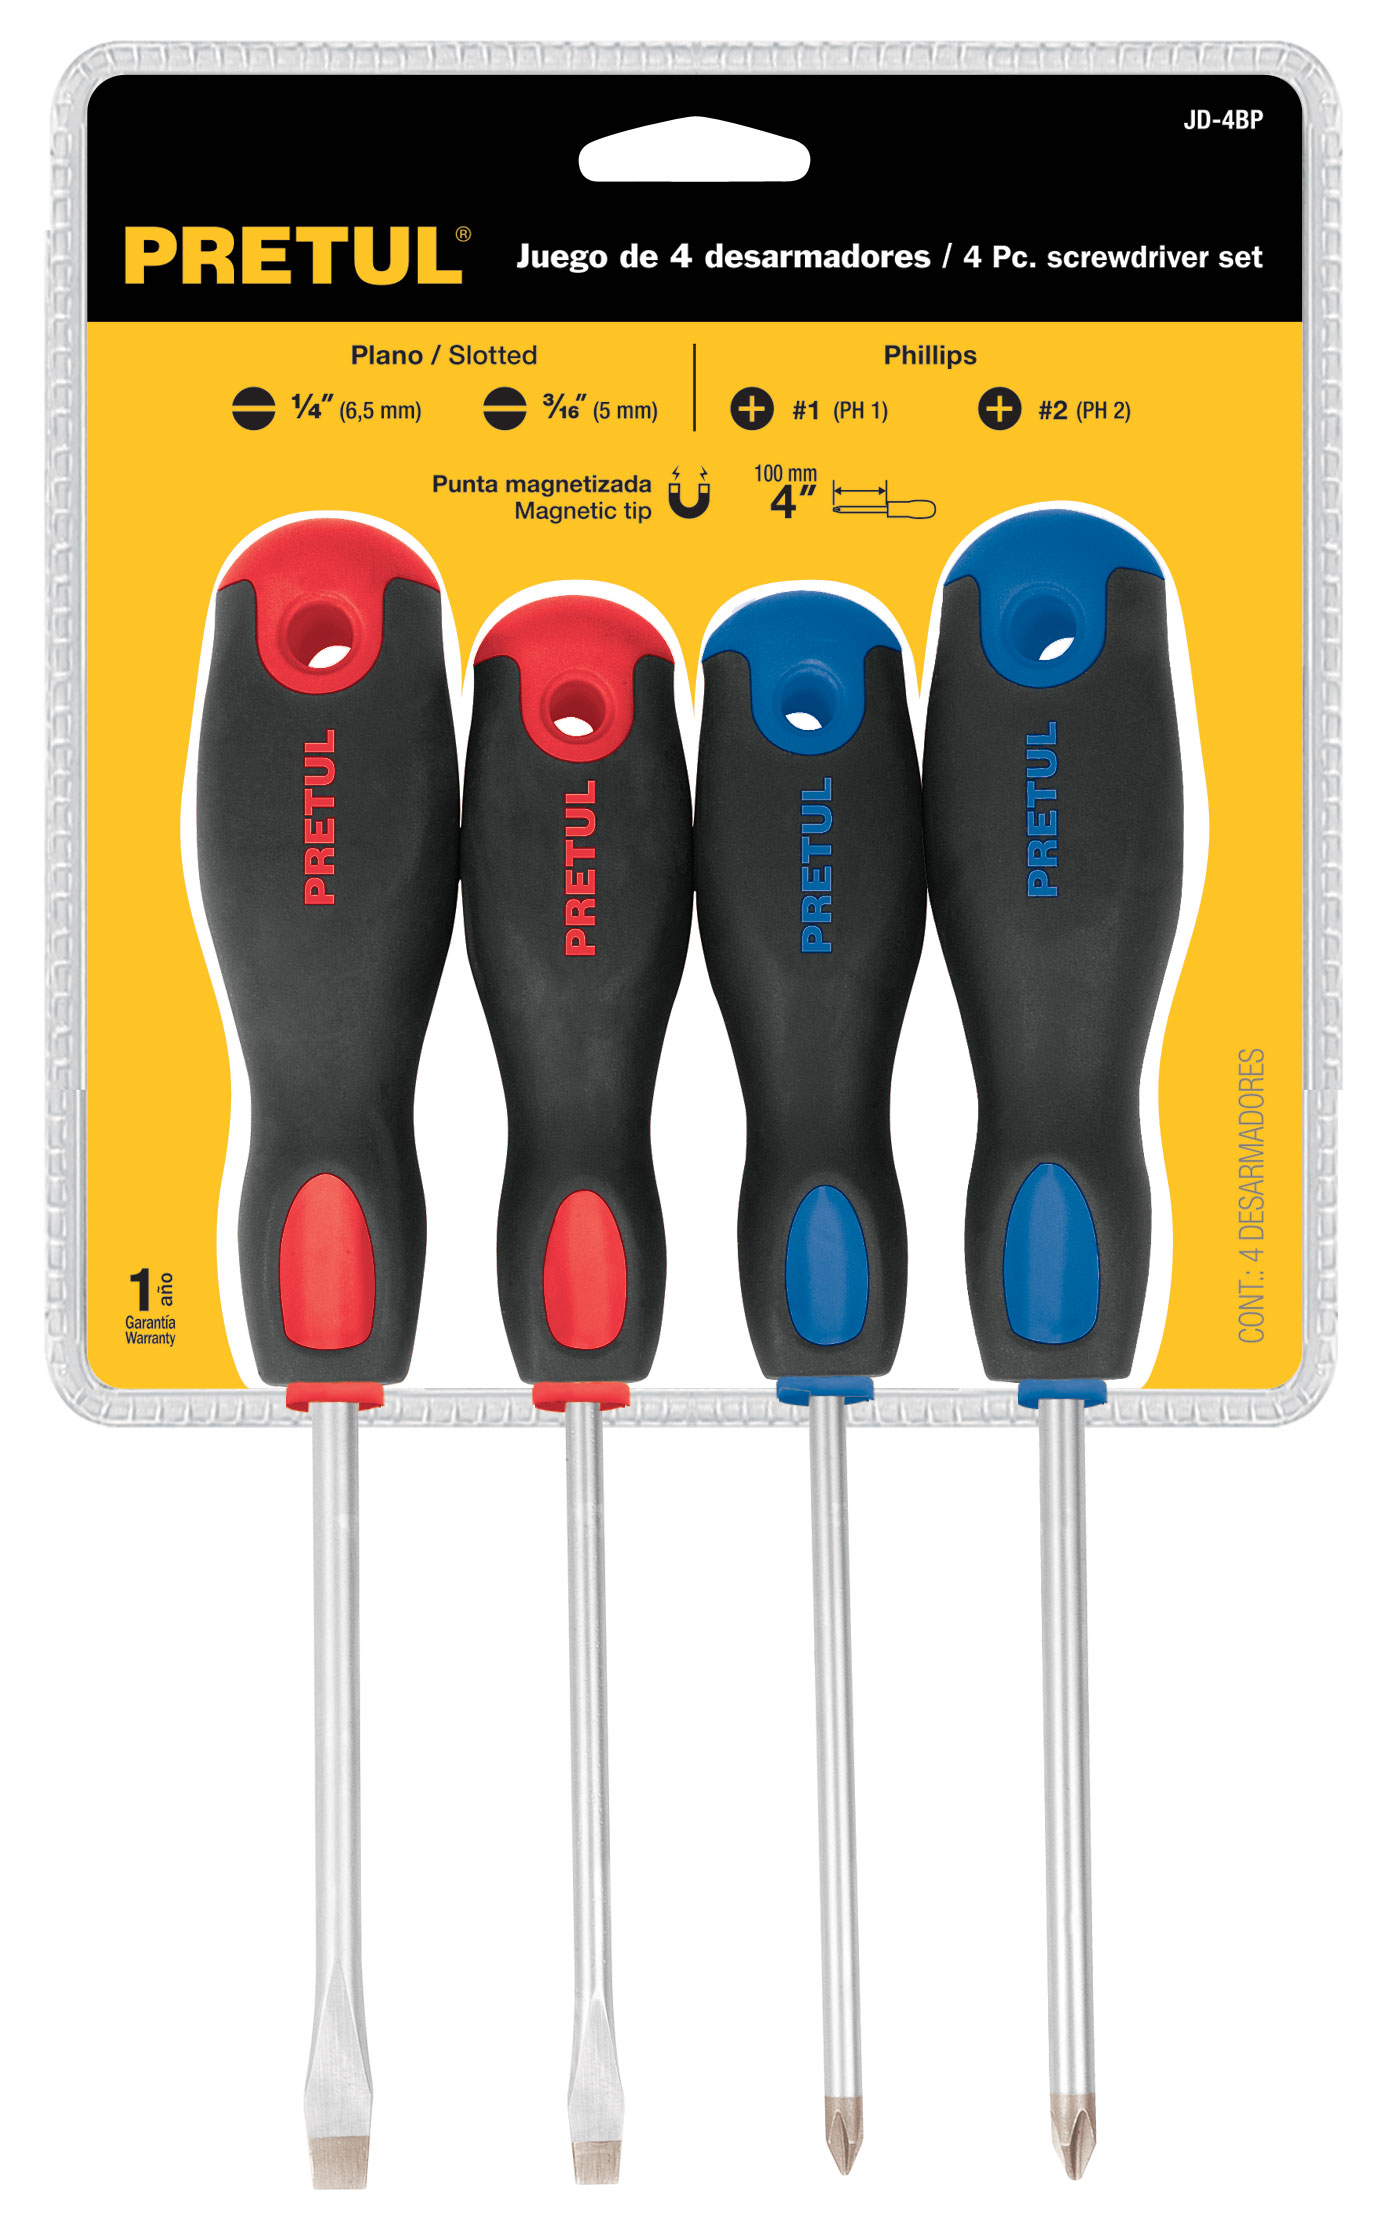 JD-4BP
PRETUL®
Juego de 4 desarmadores / 4 Pc. screwdriver set
Plano / Slotted
Phillips
1/4" (6,5 mm)
3/16" (5 mm)
#1 (PH 1)
#2 (PH 2)
Punta magnetizada
Magnetic tip
100 mm
4"
PRETUL
PRETUL
PRETUL
PRETUL
CONT.: 4 DESARMADORES
1 año
Garantía
Warranty